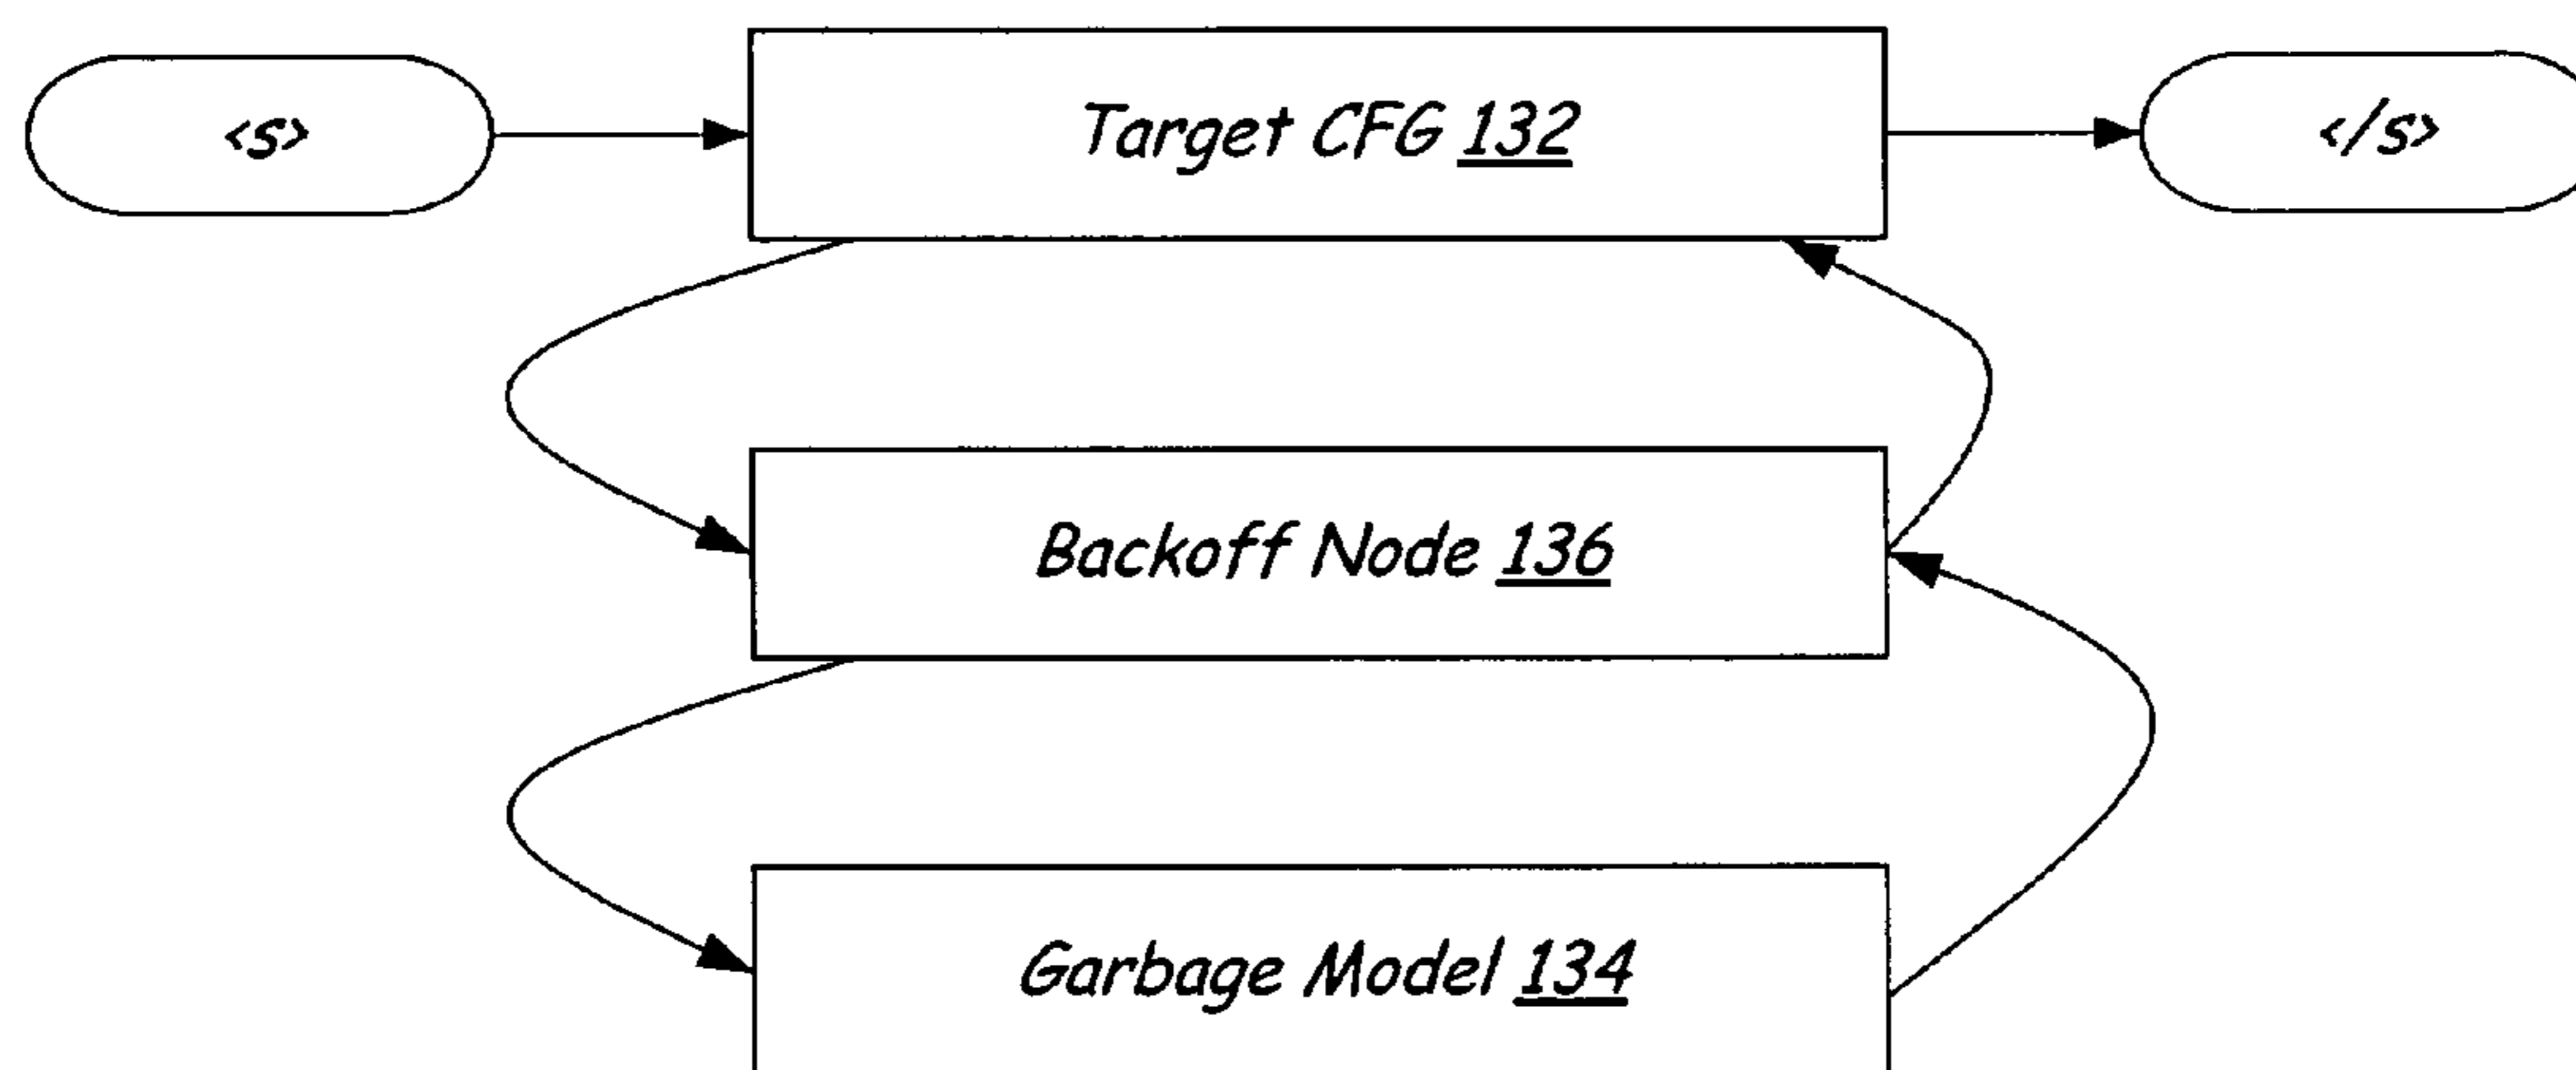 <s>
Target CFG 132
</s>
Backoff Node 136
Garbage Model 134